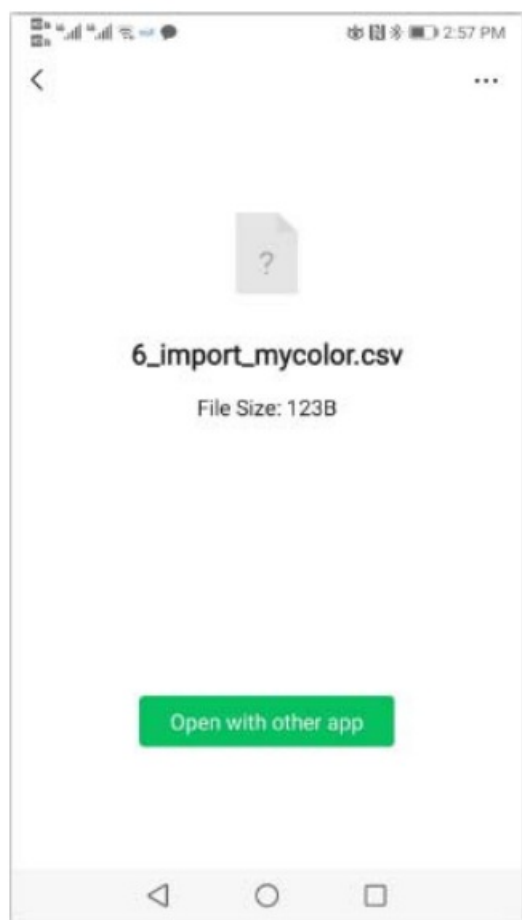 2:57 PM
?
6_import_mycolor.csv
File Size: 123B
Open with other app